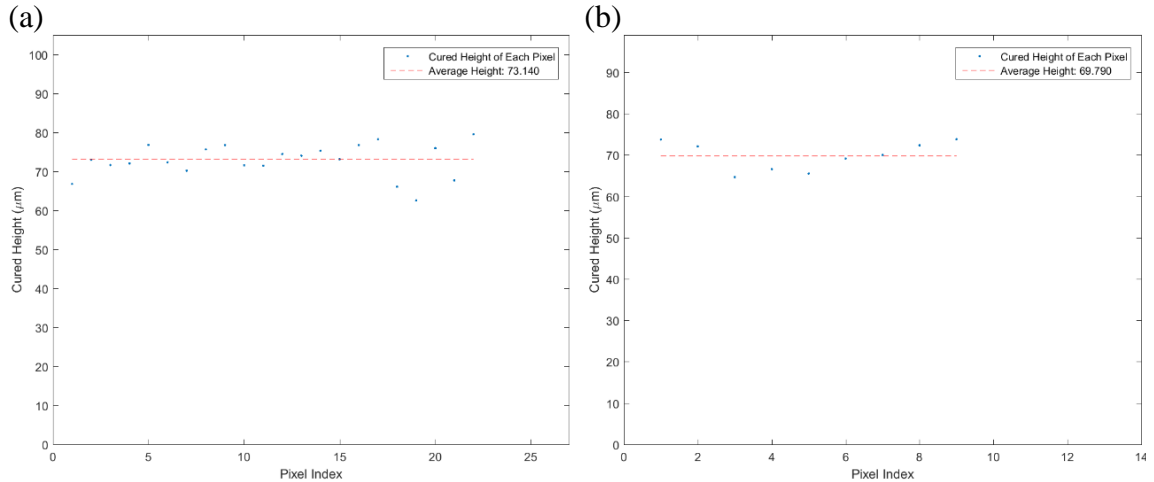 (a)
Cured Height of Each Pixel
Average Height: 73.140
100
90
80
70
60
50
40
30
20
10
0
Cured Height (μm)
0 5 10 15 20 25
Pixel Index
(b)
Cured Height of Each Pixel
Average Height: 69.790
90
80
70
60
50
40
30
20
10
0
Cured Height (μm)
0 2 4 6 8 10 12 14
Pixel Index